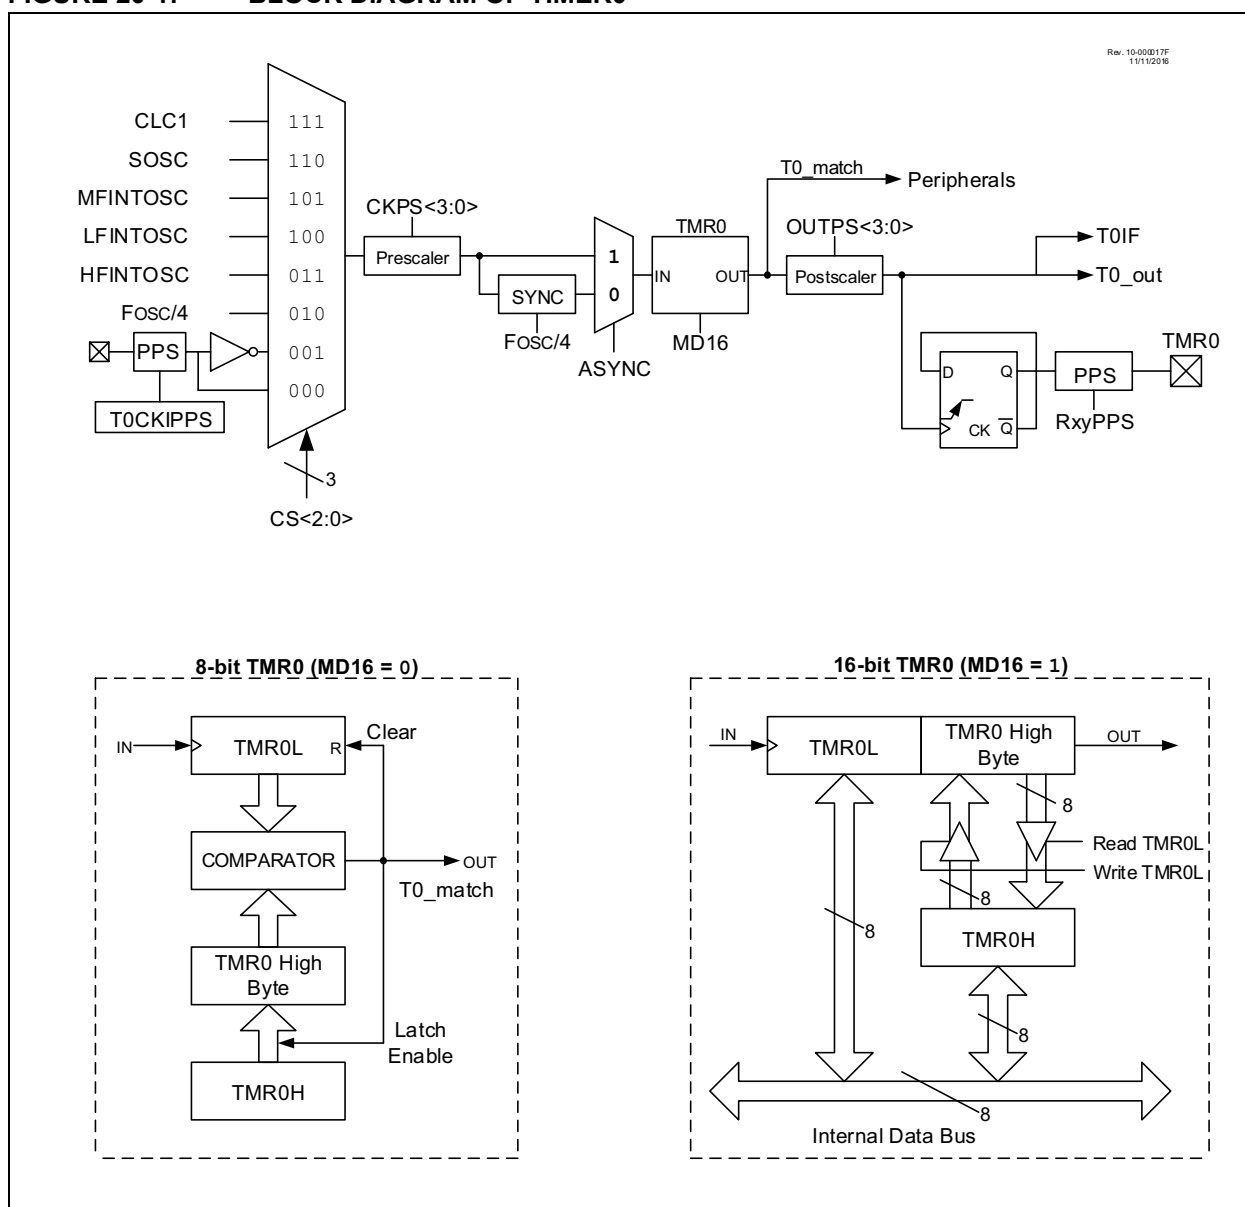 FIGURE 20-1: BLOCK DIAGRAM OF TIMER0
Rev. 10-000017F
11/11/2016
CLC1
111
SOSC
110
MFINTOSC
101
LFINTOSC
100
HFINTOSC
011
FOSC/4
010
PPS
001
000
T0CKIPPS
3
CS<2:0>
CKPS<3:0>
Prescaler
SYNC
FOSC/4
1
0
ASYNC
TMR0
IN
OUT
MD16
T0_match
Peripherals
OUTPS<3:0>
Postscaler
T0IF
T0_out
D
Q
CK
Q
PPS
RxyPPS
TMR0
8-bit TMR0 (MD16 = 0)
IN
TMR0L
R
Clear
COMPARATOR
OUT
T0_match
TMR0 High
Byte
Latch
Enable
TMR0H
16-bit TMR0 (MD16 = 1)
IN
TMR0L
TMR0 High
Byte
OUT
8
Read TMR0L
Write TMR0L
8
8
TMR0H
8
8
Internal Data Bus